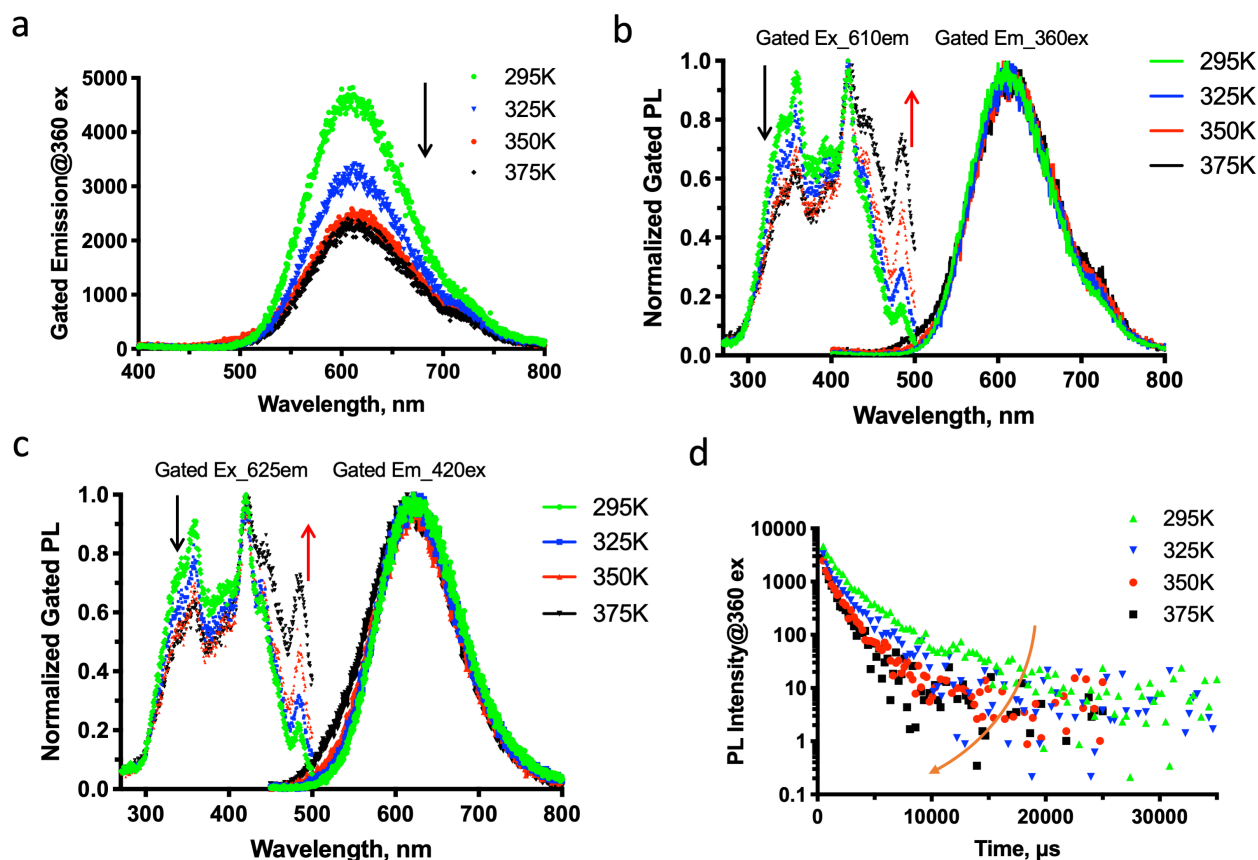 a
Gated Emission@360 ex
5000
4000
3000
2000
1000
0
400 500 600 700 800
Wavelength, nm
295K
325K
350K
375K
b
Gated Ex_610em Gated Em_360ex
Normalized Gated PL
1.0
0.8
0.6
0.4
0.2
0.0
300 400 500 600 700 800
Wavelength, nm
295K
325K
350K
375K
c
Gated Ex_625em Gated Em_420ex
Normalized Gated PL
1.0
0.8
0.6
0.4
0.2
0.0
300 400 500 600 700 800
Wavelength, nm
295K
325K
350K
375K
d
PL Intensity@360 ex
10000
1000
100
10
1
0.1
0 10000 20000 30000
Time, µs
295K
325K
350K
375K